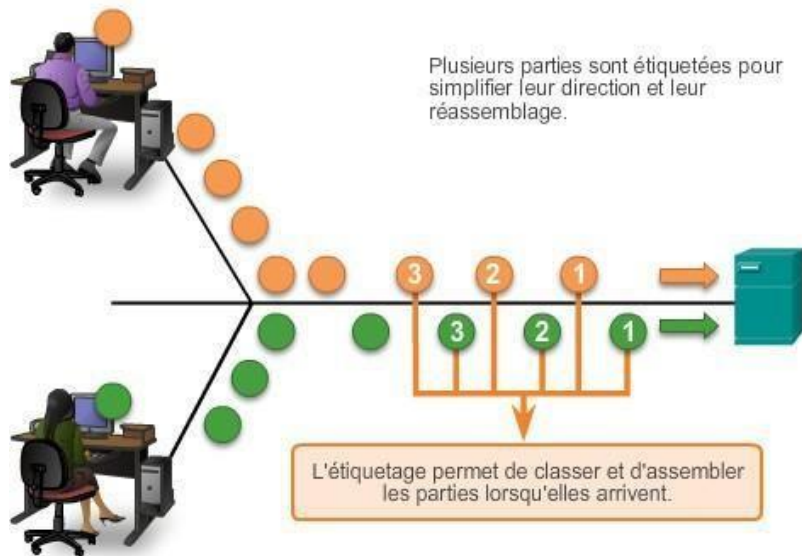 Plusieurs parties sont étiquetées pour
simplifier leur direction et leur
réassemblage.
3 2 1
3 2 1
L'étiquetage permet de classer et d'assembler
les parties lorsqu'elles arrivent.